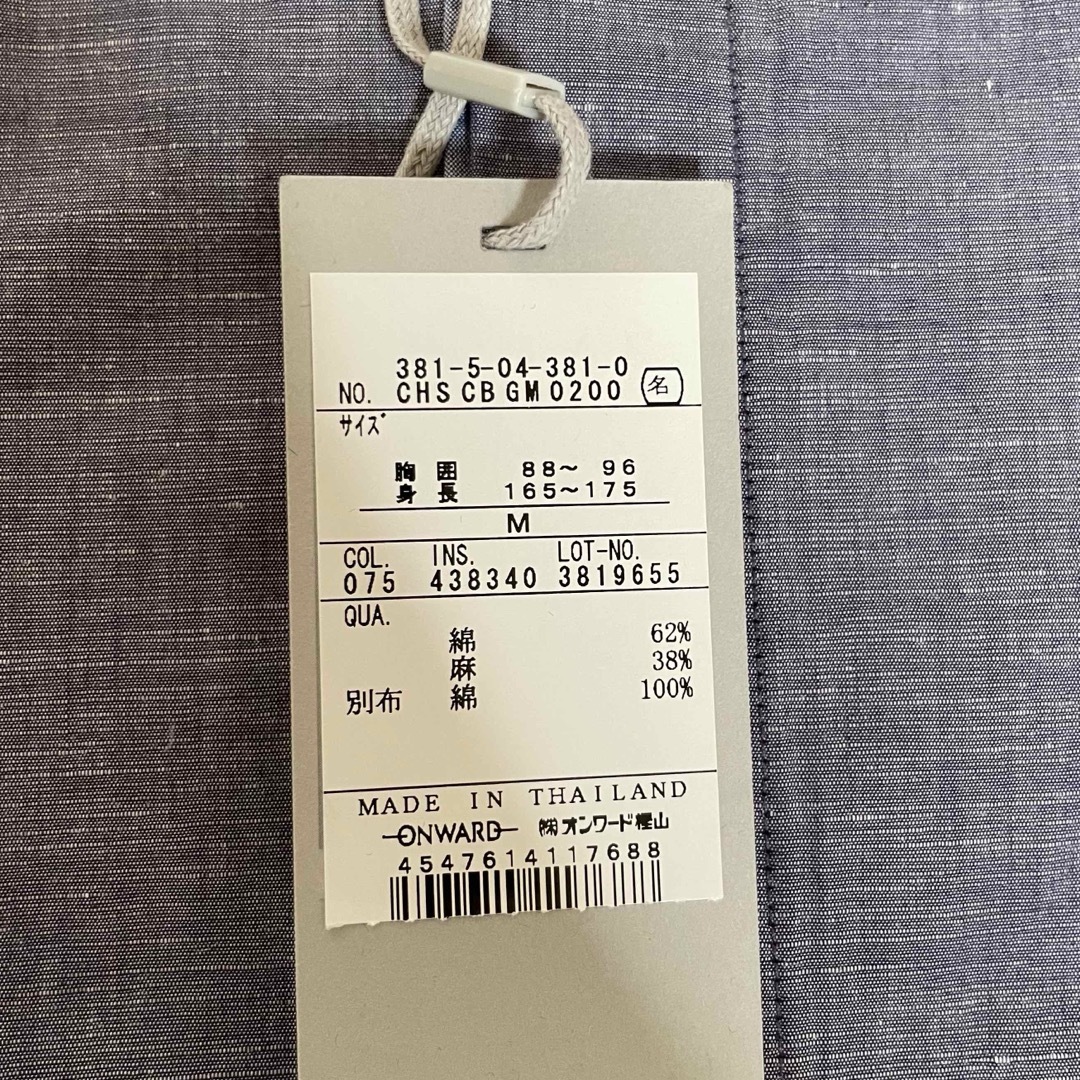 381-5-04-381-0
NO. CHS CB GM 0200 名
サイズ
胸囲 88～ 96
身長 165～175
M
COL. INS. LOT-NO.
075 438340 3819655
QUA.
綿 62%
麻 38%
別布 綿 100%
MADE IN THAILAND
ONWARD ㈱オンワード樫山
4547614117688